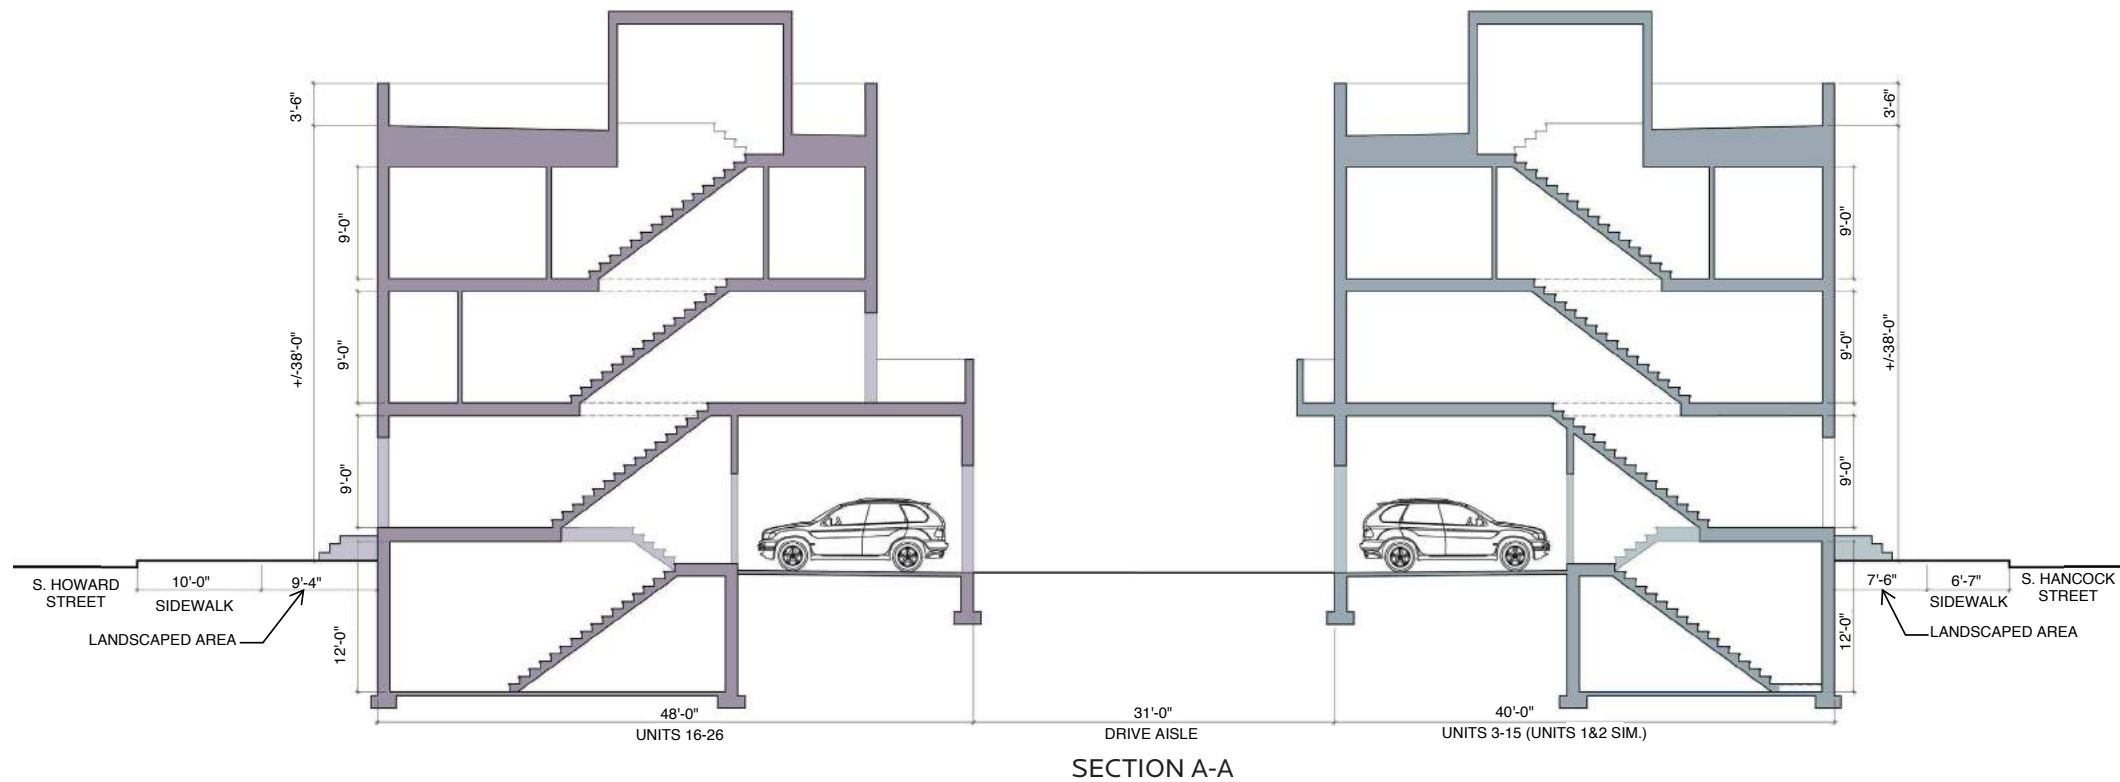 3'-6"
+/-38'-0"
9'-0"
9'-0"
9'-0"
12'-0"
S. HOWARD
STREET
10'-0"
SIDEWALK
9'-4"
LANDSCAPED AREA
48'-0"
UNITS 16-26
31'-0"
DRIVE AISLE
40'-0"
UNITS 3-15 (UNITS 1&2 SIM.)
3'-6"
+/-38'-0"
9'-0"
9'-0"
9'-0"
12'-0"
7'-6"
6'-7"
SIDEWALK
S. HANCOCK
STREET
LANDSCAPED AREA
SECTION A-A